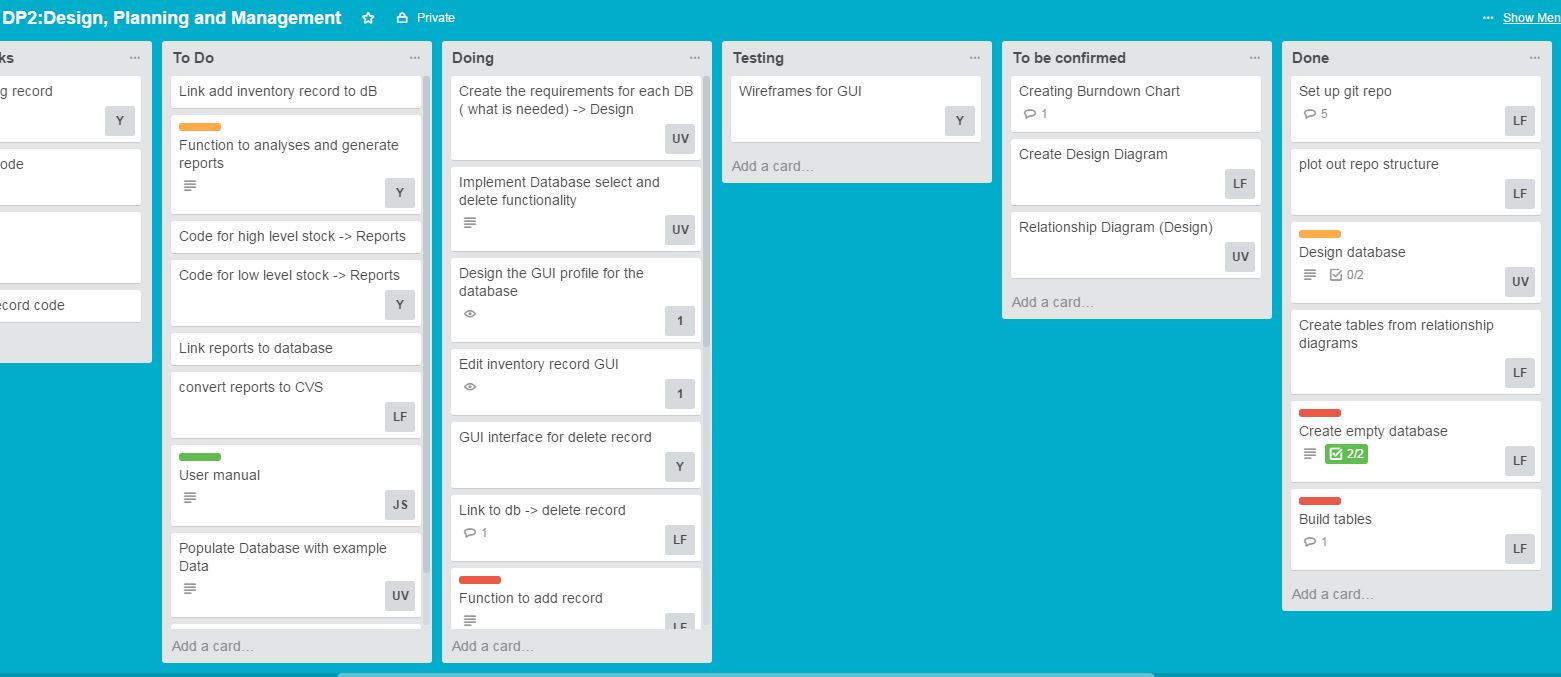 DP2:Design, Planning and Management
Private
Show Men
ks
g record
Y
ode
ecord code
To Do
Link add inventory record to dB
Function to analyses and generate
reports
Y
Code for high level stock -> Reports
Code for low level stock -> Reports
Y
Link reports to database
convert reports to CVS
LF
User manual
JS
Populate Database with example
Data
UV
Add a card...
Doing
Create the requirements for each DB
( what is needed) -> Design
UV
Implement Database select and
delete functionality
UV
Design the GUI profile for the
database
1
Edit inventory record GUI
1
GUI interface for delete record
Y
Link to db -> delete record
1
LF
Function to add record
LF
Add a card...
Testing
Wireframes for GUI
Y
Add a card...
To be confirmed
Creating Burndown Chart
1
Create Design Diagram
LF
Relationship Diagram (Design)
UV
Add a card...
Done
Set up git repo
5
LF
plot out repo structure
LF
Design database
0/2
UV
Create tables from relationship
diagrams
LF
Create empty database
2/2
LF
Build tables
1
LF
Add a card...